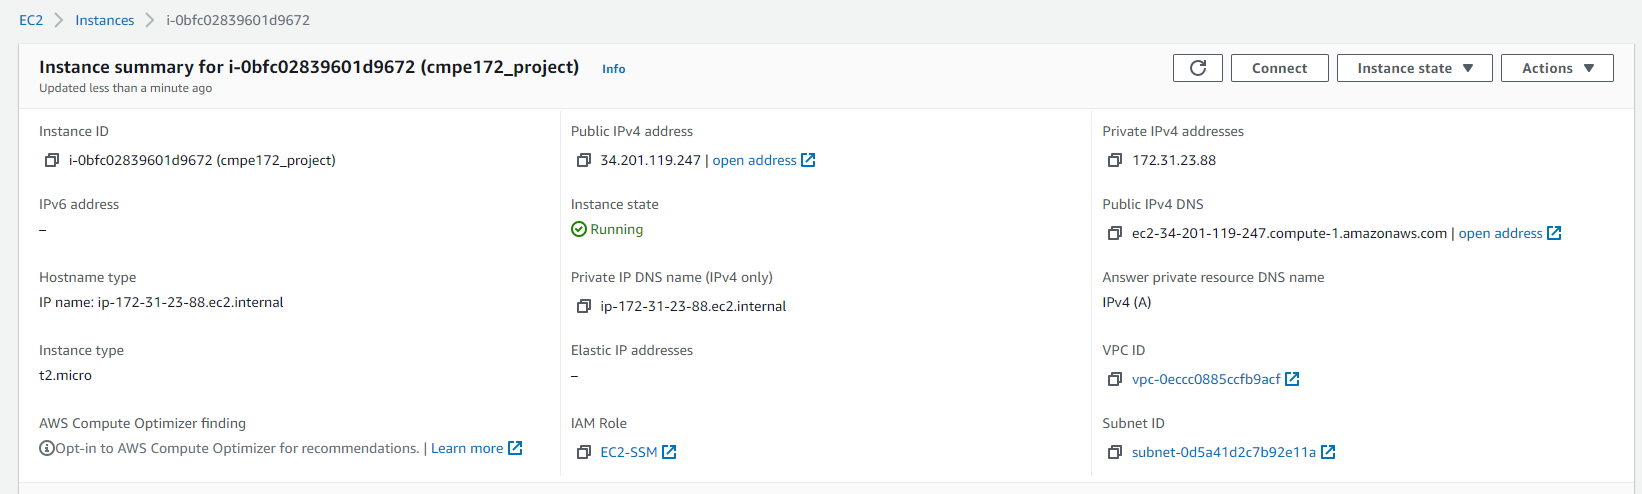 EC2 > Instances > i-0bfc02839601d9672
Instance summary for i-0bfc02839601d9672 (cmpe172_project) Info
Updated less than a minute ago
Connect
Instance state
Actions
Instance ID
i-0bfc02839601d9672 (cmpe172_project)
Public IPv4 address
34.201.119.247 | open address
Private IPv4 addresses
172.31.23.88
IPv6 address
–
Instance state
Running
Public IPv4 DNS
ec2-34-201-119-247.compute-1.amazonaws.com | open address
Hostname type
IP name: ip-172-31-23-88.ec2.internal
Private IP DNS name (IPv4 only)
ip-172-31-23-88.ec2.internal
Answer private resource DNS name
IPv4 (A)
Instance type
t2.micro
Elastic IP addresses
–
VPC ID
vpc-0eccc0885ccfb9acf
AWS Compute Optimizer finding
Opt-in to AWS Compute Optimizer for recommendations. | Learn more
IAM Role
EC2-SSM
Subnet ID
subnet-0d5a41d2c7b92e11a